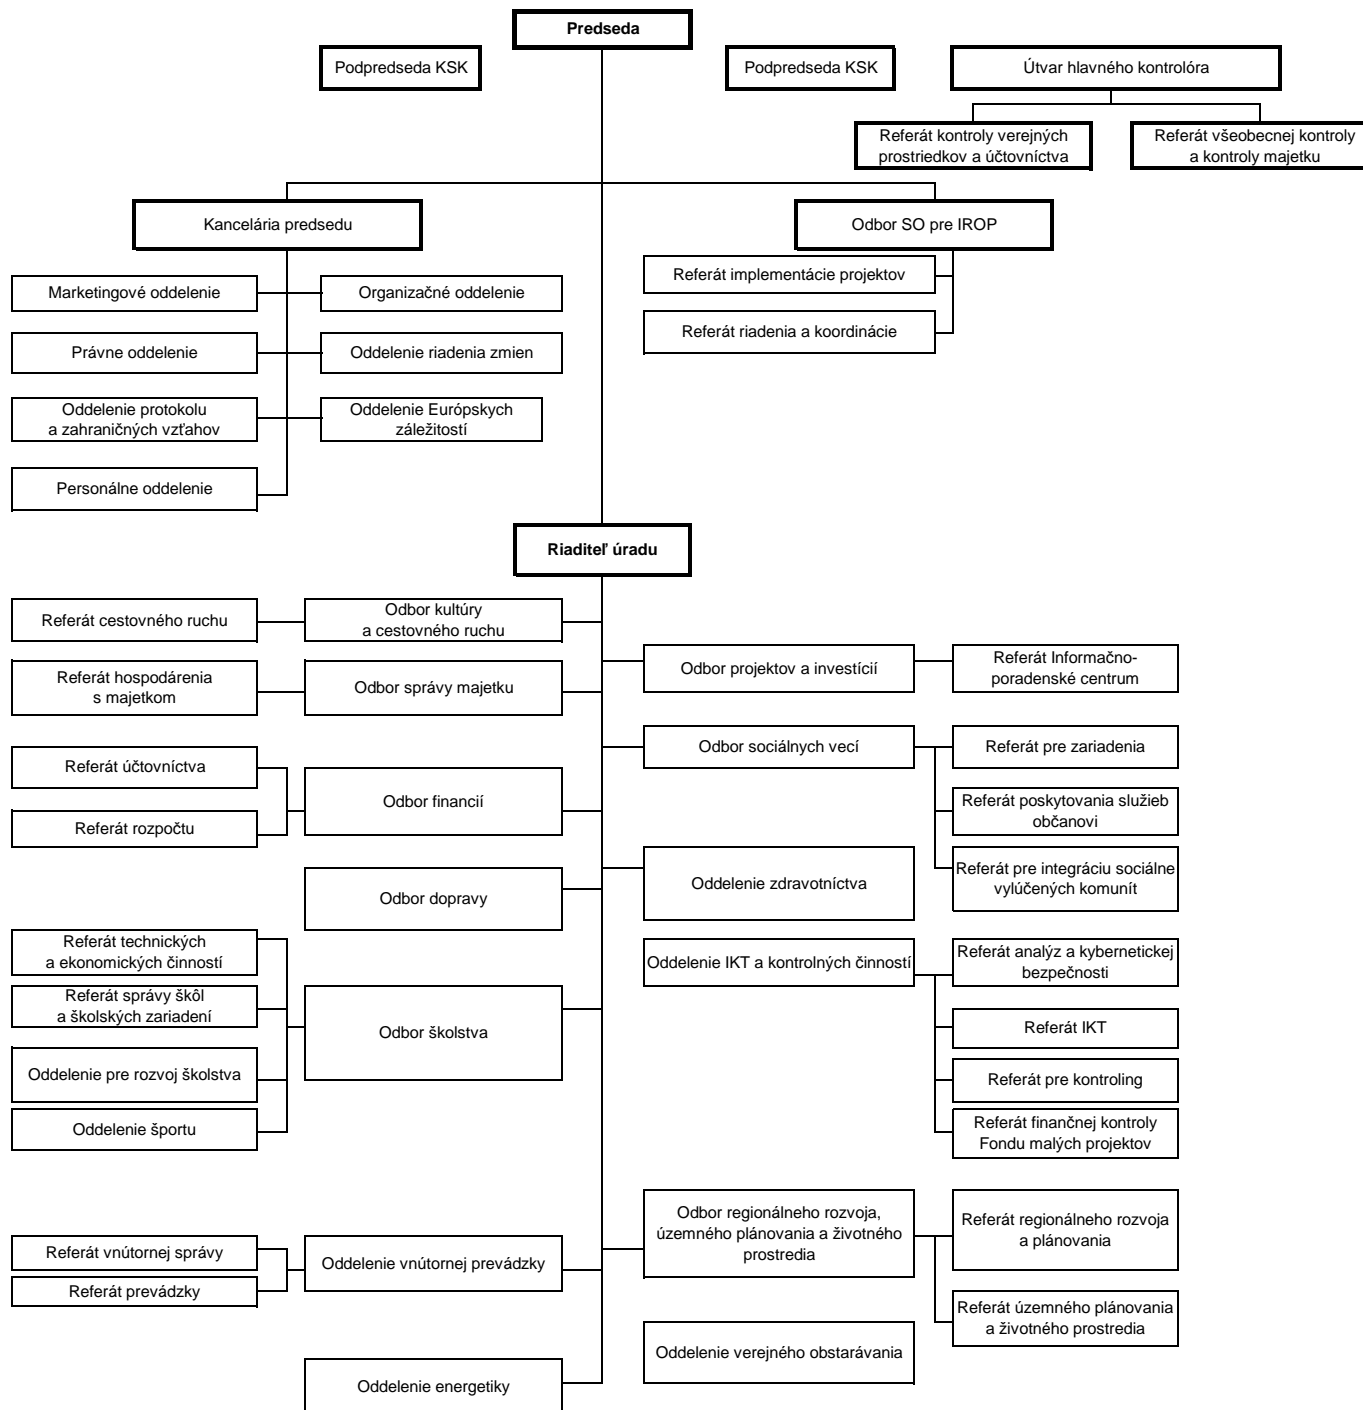 Predseda
Podpredseda KSK
Podpredseda KSK
Útvar hlavného kontrolóra
Referát kontroly verejných
prostriedkov a účtovníctva
Referát všeobecnej kontroly
a kontroly majetku
Kancelária predsedu
Odbor SO pre IROP
Marketingové oddelenie
Organizačné oddelenie
Referát implementácie projektov
Právne oddelenie
Oddelenie riadenia zmien
Referát riadenia a koordinácie
Oddelenie protokolu
a zahraničných vzťahov
Oddelenie Európskych
záležitostí
Personálne oddelenie
Riaditeľ úradu
Referát cestovného ruchu
Odbor kultúry
a cestovného ruchu
Referát hospodárenia
s majetkom
Odbor správy majetku
Odbor projektov a investícií
Referát Informačno-
poradenské centrum
Referát účtovníctva
Referát rozpočtu
Odbor financií
Odbor sociálnych vecí
Referát pre zariadenia
Referát poskytovania služieb
občanovi
Referát pre integráciu sociálne
vylúčených komunít
Odbor dopravy
Oddelenie zdravotníctva
Referát technických
a ekonomických činností
Referát správy škôl
a školských zariadení
Oddelenie pre rozvoj školstva
Oddelenie športu
Odbor školstva
Oddelenie IKT a kontrolných činností
Referát analýz a kybernetickej
bezpečnosti
Referát IKT
Referát pre kontroling
Referát finančnej kontroly
Fondu malých projektov
Referát vnútornej správy
Referát prevádzky
Oddelenie vnútornej prevádzky
Odbor regionálneho rozvoja,
územného plánovania a životného
prostredia
Referát regionálneho rozvoja
a plánovania
Referát územného plánovania
a životného prostredia
Oddelenie verejného obstarávania
Oddelenie energetiky